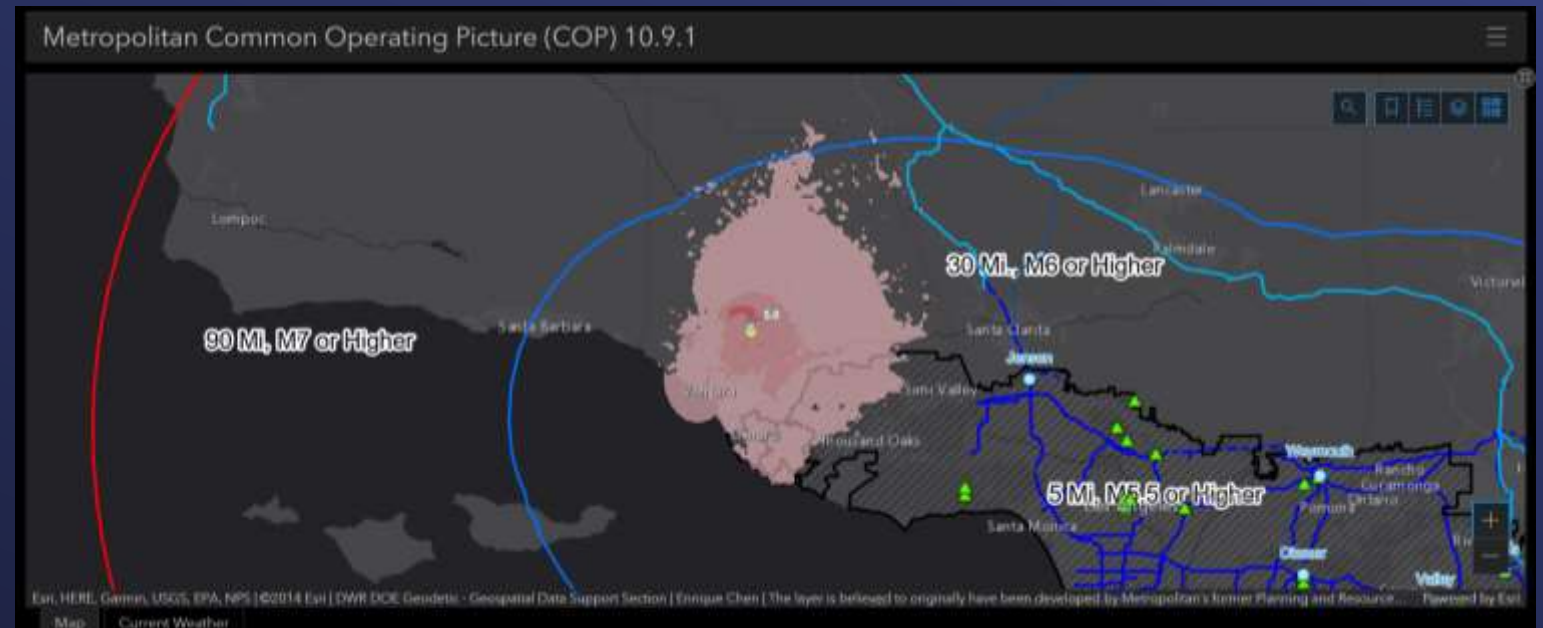 Metropolitan Common Operating Picture (COP) 10.9.1
Lancaster
Lompoc
Palmdale
30 Mi., M6 or Higher
Santa Barbara
Santa Clarita
90 Mi, M7 or Higher
Jensen
Ventura
Simi Valley
Thousand Oaks
Weymouth
Rancho
Cucamonga
5 Mi, M5.5 or Higher
Ontario
Pomona
Santa Monica
Diemer
Valley
Esri, HERE, Garmin, USGS, EPA, NPS | ©2014 Esri | DWR DOE Geodetic - Geospatial Data Support Section | Enrique Chen | The layer is believed to originally have been developed by Metropolitan's former Planning and Resource... Powered by Esri
Map Current Weather